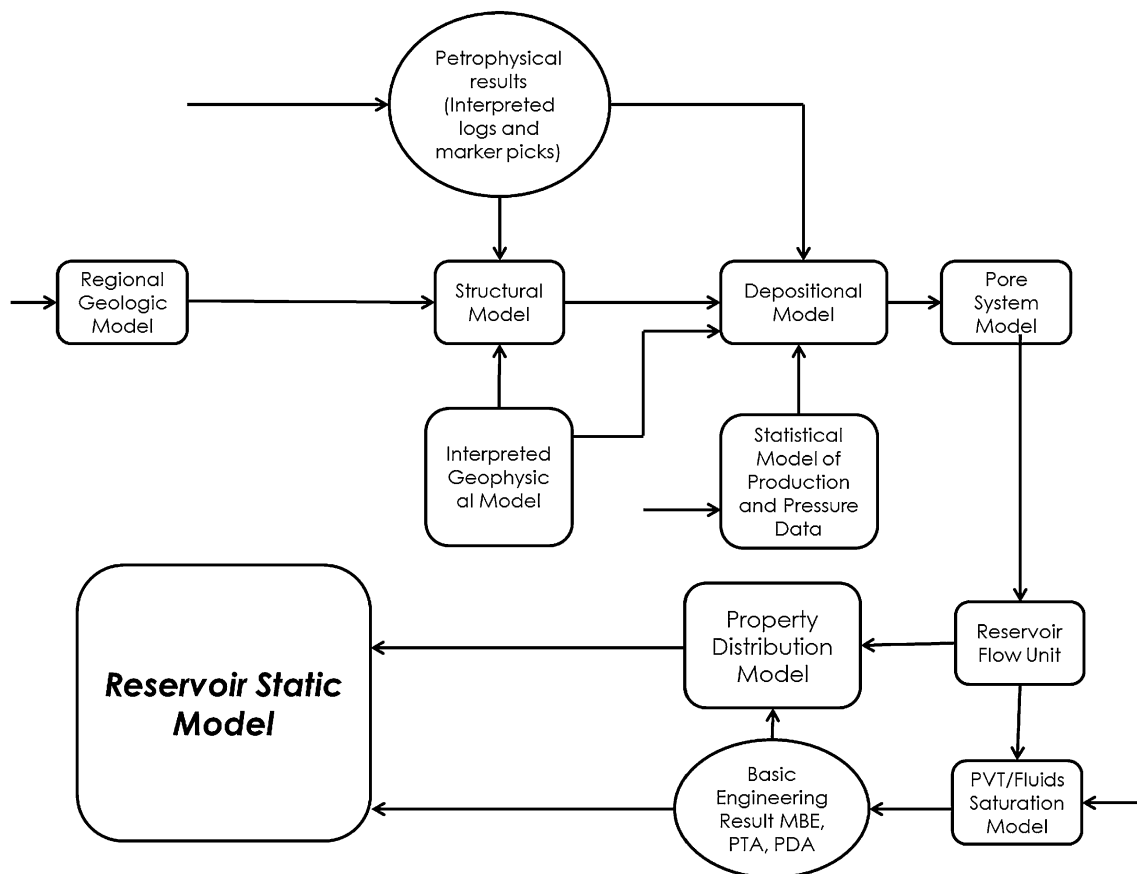 Petrophysical
results
(Interpreted
logs and
marker picks)
Regional
Geologic
Model
Structural
Model
Depositional
Model
Pore
System
Model
Interpreted
Geophysic
al Model
Statistical
Model of
Production
and Pressure
Data
Reservoir Static
Model
Property
Distribution
Model
Reservoir
Flow Unit
Basic
Engineering
Result MBE,
PTA, PDA
PVT/Fluids
Saturation
Model